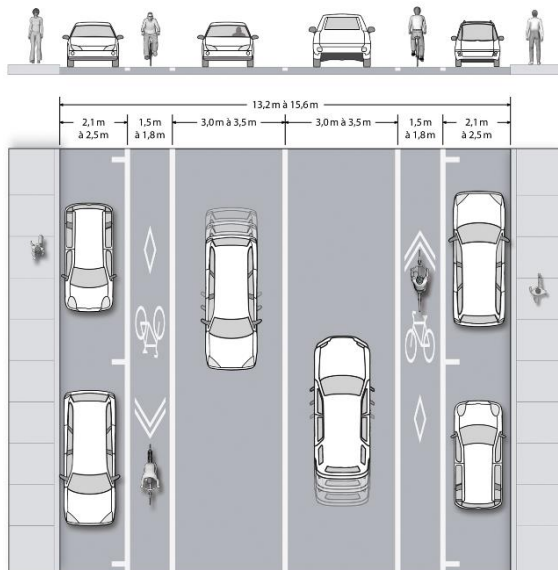 13,2 m à 15,6 m
2,1 m
à 2,5 m
1,5 m
à 1,8 m
3,0 m à 3,5 m
3,0 m à 3,5 m
1,5 m
à 1,8 m
2,1 m
à 2,5 m